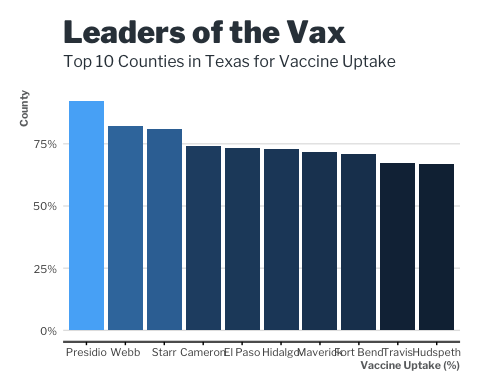 Leaders of the Vax
Top 10 Counties in Texas for Vaccine Uptake
County
75%
50%
25%
0%
Presidio Webb Starr Cameron El Paso Hidalgo Maverick Fort Bend Travis Hudspeth
Vaccine Uptake (%)